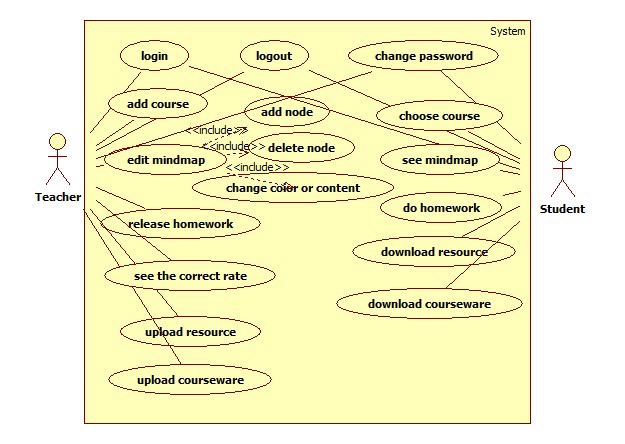 System
login
logout
change password
add course
add node
choose course
<<include>>
<<include>>
delete node
edit mindmap
see mindmap
<<include>>
change color or content
Teacher
Student
do homework
release homework
download resource
see the correct rate
download courseware
upload resource
upload courseware